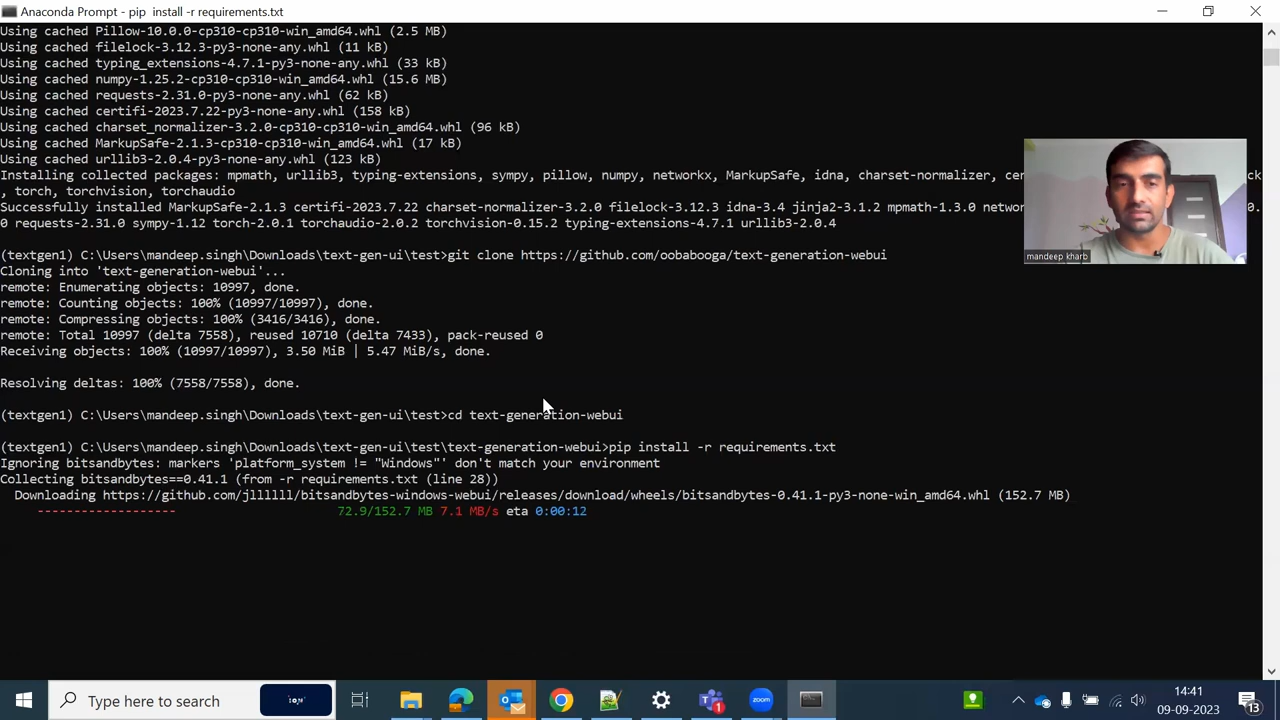 Anaconda Prompt - pip  install -r requirements.txt
Using cached Pillow-10.0.0-cp310-cp310-win_amd64.whl (2.5 MB)
Using cached filelock-3.12.3-py3-none-any.whl (11 kB)
Using cached typing_extensions-4.7.1-py3-none-any.whl (33 kB)
Using cached numpy-1.25.2-cp310-cp310-win_amd64.whl (15.6 MB)
Using cached requests-2.31.0-py3-none-any.whl (62 kB)
Using cached certifi-2023.7.22-py3-none-any.whl (158 kB)
Using cached charset_normalizer-3.2.0-cp310-cp310-win_amd64.whl (96 kB)
Using cached MarkupSafe-2.1.3-cp310-cp310-win_amd64.whl (17 kB)
Using cached urllib3-2.0.4-py3-none-any.whl (123 kB)
Installing collected packages: mpmath, urllib3, typing-extensions, sympy, pillow, numpy, networkx, MarkupSafe, idna, charset-normalizer,
, torch, torchvision, torchaudio
Successfully installed MarkupSafe-2.1.3 certifi-2023.7.22 charset-normalizer-3.2.0 filelock-3.12.3 idna-3.4 jinja2-3.1.2 mpmath-1.3.0
0 requests-2.31.0 sympy-1.12 torch-2.0.1 torchaudio-2.0.2 torchvision-0.15.2 typing-extensions-4.7.1 urllib3-2.0.4
(textgen1) C:\Users\mandeep.singh\Downloads\text-gen-ui\test>git clone https://github.com/oobabooga/text-generation-webui
mandeep kharb
Cloning into 'text-generation-webui'...
remote: Enumerating objects: 10997, done.
remote: Counting objects: 100% (10997/10997), done.
remote: Compressing objects: 100% (3416/3416), done.
remote: Total 10997 (delta 7558), reused 10710 (delta 7433), pack-reused 0
Receiving objects: 100% (10997/10997), 3.50 MiB | 5.47 MiB/s, done.
Resolving deltas: 100% (7558/7558), done.
(textgen1) C:\Users\mandeep.singh\Downloads\text-gen-ui\test>cd text-generation-webui
(textgen1) C:\Users\mandeep.singh\Downloads\text-gen-ui\test\text-generation-webui>pip install -r requirements.txt
Ignoring bitsandbytes: markers 'platform_system != "Windows"' don't match your environment
Collecting bitsandbytes==0.41.1 (from -r requirements.txt (line 28))
Downloading https://github.com/jllllll/bitsandbytes-windows-webui/releases/download/wheels/bitsandbytes-0.41.1-py3-none-win_amd64.whl (152.7 MB)
------------------- 72.9/152.7 MB 7.1 MB/s eta 0:00:12
Type here to search
14:41
09-09-2023
13